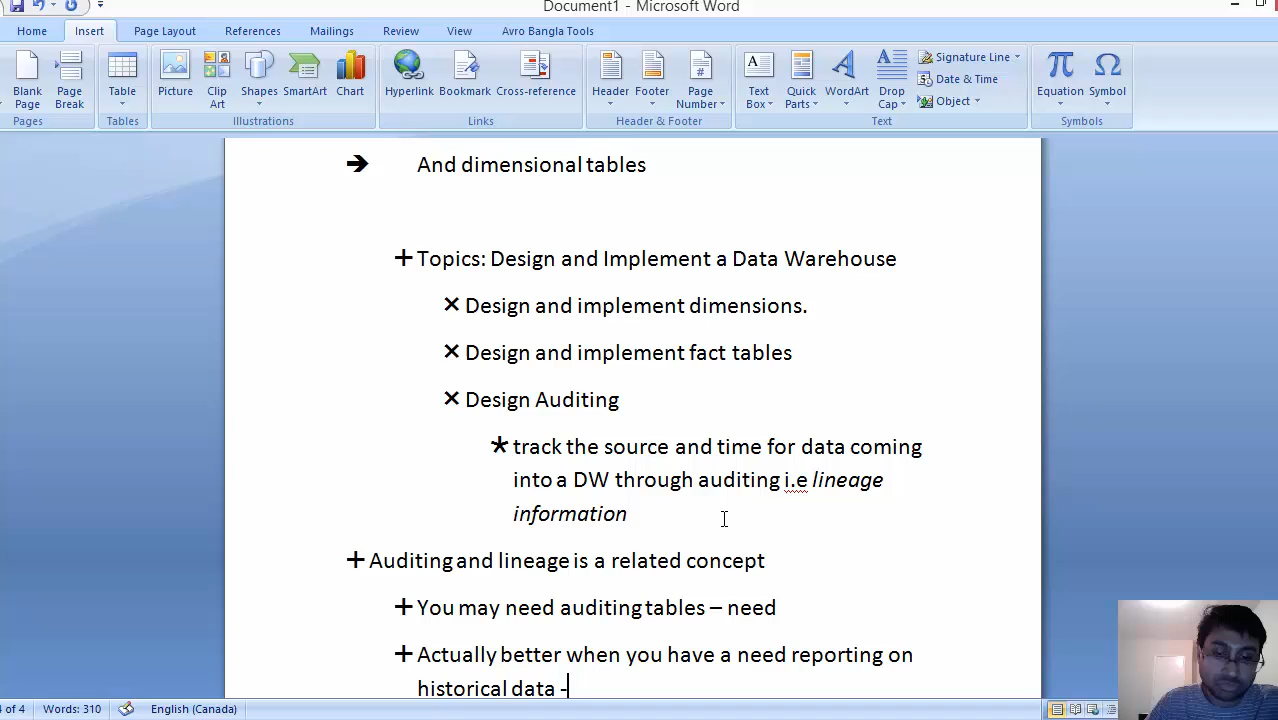 Document1 - Microsoft Word
Home Insert Page Layout References Mailings Review View Avro Bangla Tools
Blank Page
Page Break
Table
Picture
Clip Art
Shapes
SmartArt
Chart
Hyperlink
Bookmark
Cross-reference
Header
Footer
Page Number
Text Box
Quick Parts
WordArt
Drop Cap
Signature Line
Date & Time
Object
Equation
Symbol
Pages Tables Illustrations Links Header & Footer Text Symbols
And dimensional tables
Topics: Design and Implement a Data Warehouse
Design and implement dimensions.
Design and implement fact tables
Design Auditing
track the source and time for data coming
into a DW through auditing i.e lineage
information
Auditing and lineage is a related concept
You may need auditing tables – need
Actually better when you have a need reporting on
historical data -
4 of 4 Words: 310 English (Canada)